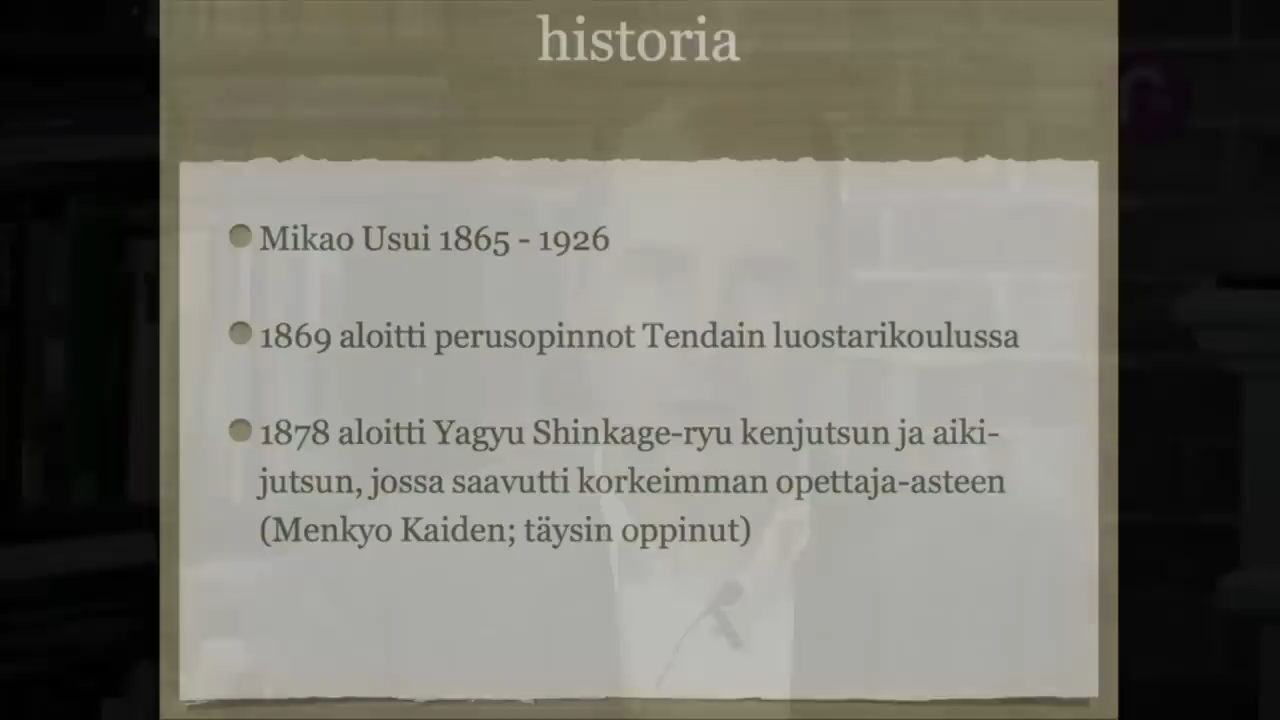 historia
Mikao Usui 1865 - 1926
1869 aloitti perusopinnot Tendain luostarikoulussa
1878 aloitti Yagyu Shinkage-ryu kenjutsun ja aiki-
jutsun, jossa saavutti korkeimman opettaja-asteen
(Menkyo Kaiden; täysin oppinut)